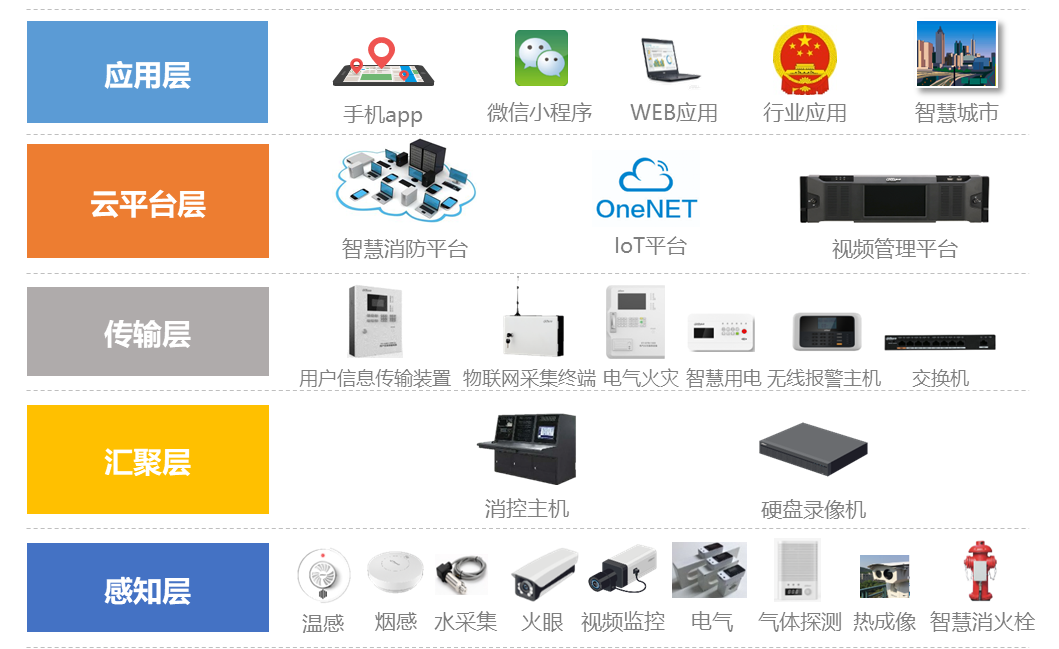 应用层
手机app
微信小程序
WEB应用
行业应用
智慧城市
云平台层
智慧消防平台
OneNET
IoT平台
视频管理平台
传输层
用户信息传输装置
物联网采集终端
电气火灾
智慧用电
无线报警主机
交换机
汇聚层
消控主机
硬盘录像机
感知层
温感
烟感
水采集
火眼
视频监控
电气
气体探测
热成像
智慧消火栓